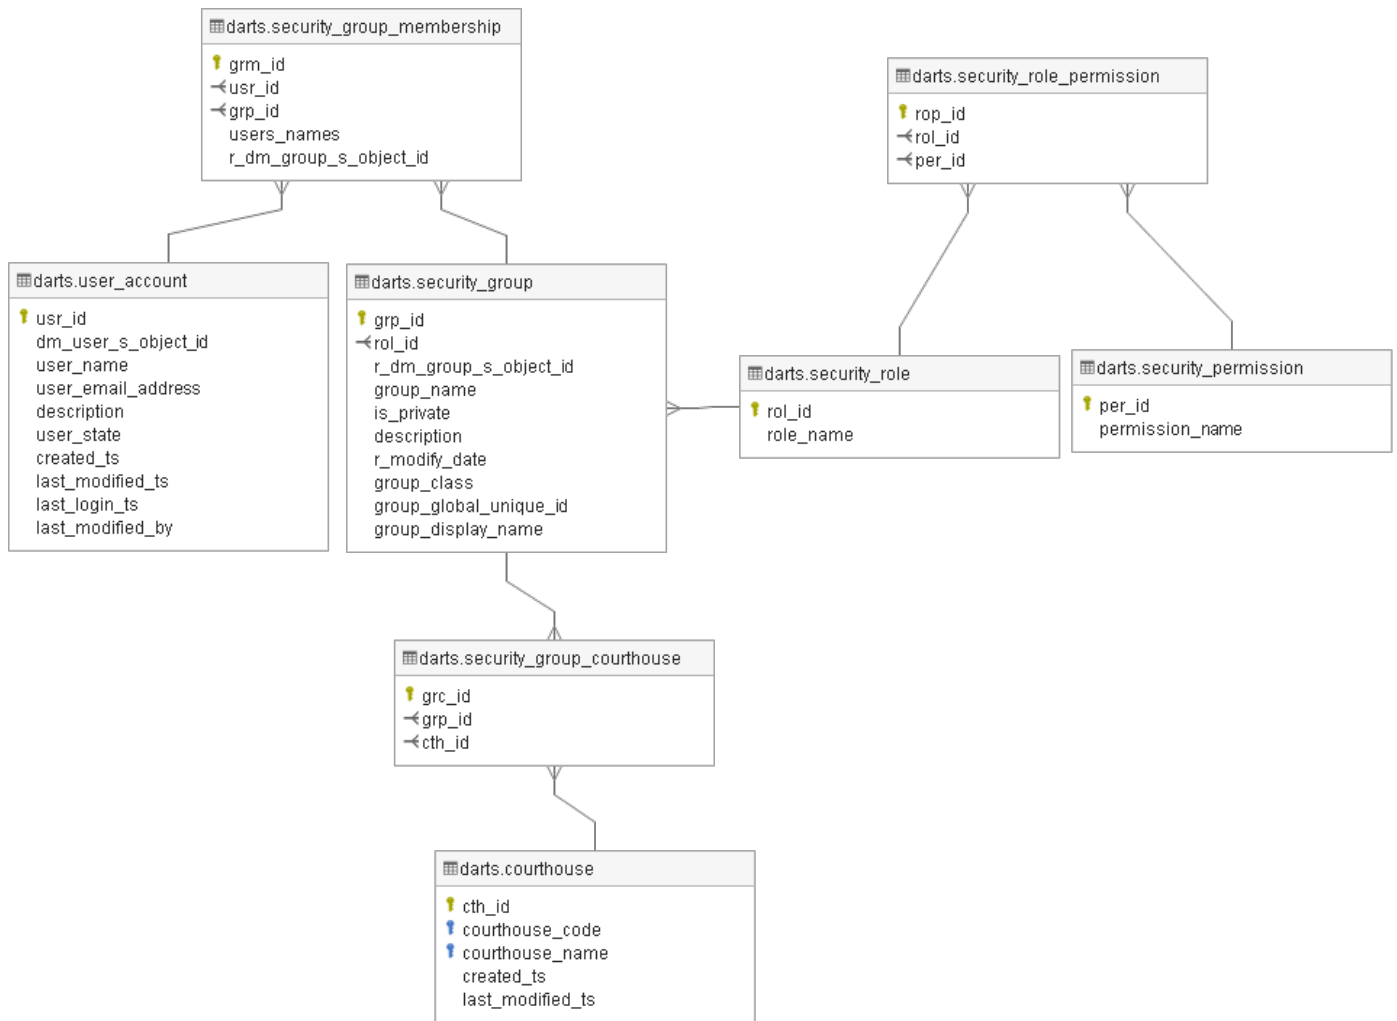 darts.security_group_membership
grm_id
usr_id
grp_id
users_names
r_dm_group_s_object_id
darts.security_role_permission
rop_id
rol_id
per_id
darts.user_account
usr_id
dm_user_s_object_id
user_name
user_email_address
description
user_state
created_ts
last_modified_ts
last_login_ts
last_modified_by
darts.security_group
grp_id
rol_id
r_dm_group_s_object_id
group_name
is_private
description
r_modify_date
group_class
group_global_unique_id
group_display_name
darts.security_role
rol_id
role_name
darts.security_permission
per_id
permission_name
darts.security_group_courthouse
grc_id
grp_id
cth_id
darts.courthouse
cth_id
courthouse_code
courthouse_name
created_ts
last_modified_ts